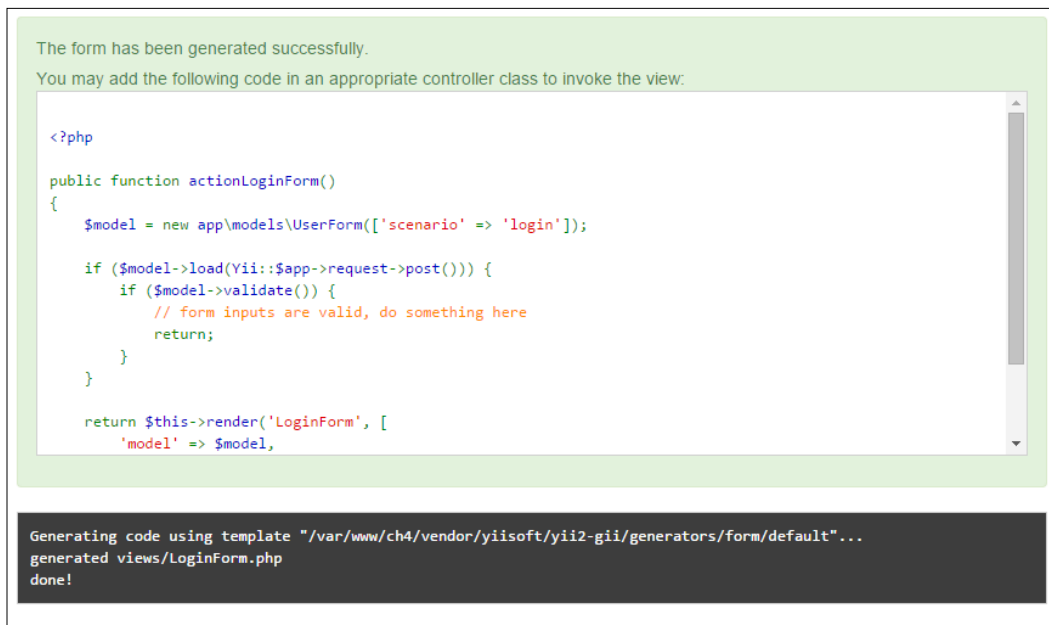 The form has been generated successfully.
You may add the following code in an appropriate controller class to invoke the view:
<?php
public function actionLoginForm()
{
    $model = new app\models\UserForm(['scenario' => 'login']);
    if ($model->load(Yii::$app->request->post())) {
        if ($model->validate()) {
            // form inputs are valid, do something here
            return;
        }
    }
    return $this->render('LoginForm', [
        'model' => $model,
Generating code using template "/var/www/ch4/vendor/yiisoft/yii2-gii/generators/form/default"...
generated views/LoginForm.php
done!